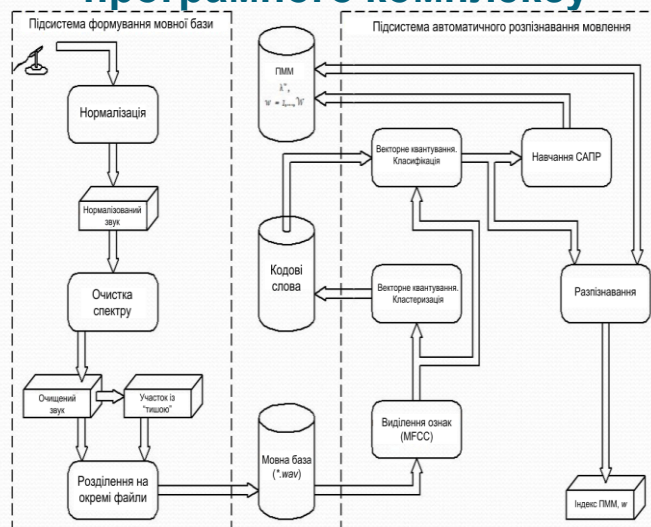 програмного комплексу
Підсистема формування мовної бази
Підсистема автоматичного розпізнавання мовлення
Нормалізація
Нормалізований
звук
Очистка
спектру
Очищений
звук
Участок із
"тишою"
Розділення на
окремі файли
ПММ
Кодові
слова
Мовна база
(*.wav)
Векторне квантування.
Класифікація
Навчання САПР
Векторне квантування.
Кластеризація
Разпізнавання
Виділення ознак
(MFCC)
Індекс ПММ, w